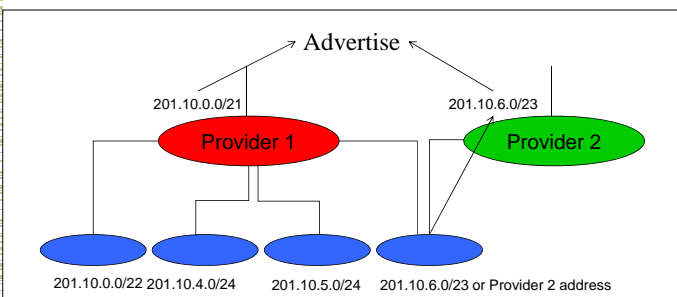 Advertise
201.10.0.0/21
201.10.6.0/23
Provider 1
Provider 2
201.10.0.0/22 201.10.4.0/24 201.10.5.0/24 201.10.6.0/23 or Provider 2 address